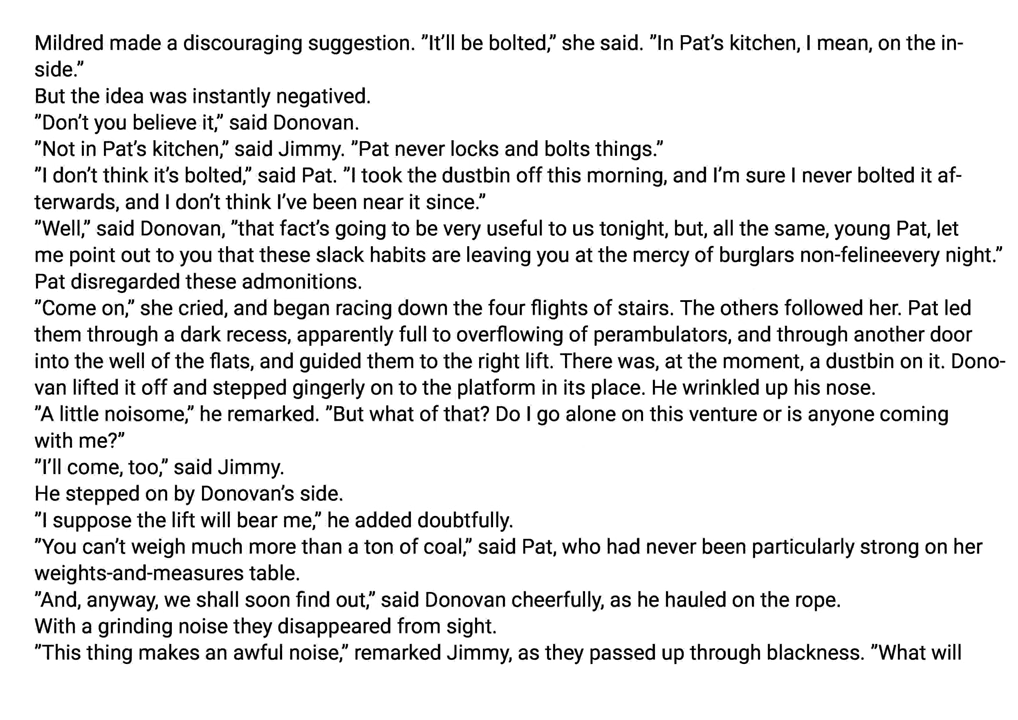 Mildred made a discouraging suggestion. ”It’ll be bolted,” she said. ”In Pat’s kitchen, I mean, on the in-
side.”
But the idea was instantly negatived.
”Don’t you believe it,” said Donovan.
”Not in Pat’s kitchen,” said Jimmy. ”Pat never locks and bolts things.”
”I don’t think it’s bolted,” said Pat. ”I took the dustbin off this morning, and I’m sure I never bolted it af-
terwards, and I don’t think I’ve been near it since.”
”Well,” said Donovan, ”that fact’s going to be very useful to us tonight, but, all the same, young Pat, let
me point out to you that these slack habits are leaving you at the mercy of burglars non-felineevery night.”
Pat disregarded these admonitions.
”Come on,” she cried, and began racing down the four flights of stairs. The others followed her. Pat led
them through a dark recess, apparently full to overflowing of perambulators, and through another door
into the well of the flats, and guided them to the right lift. There was, at the moment, a dustbin on it. Dono-
van lifted it off and stepped gingerly on to the platform in its place. He wrinkled up his nose.
”A little noisome,” he remarked. ”But what of that? Do I go alone on this venture or is anyone coming
with me?”
”I’ll come, too,” said Jimmy.
He stepped on by Donovan’s side.
”I suppose the lift will bear me,” he added doubtfully.
”You can’t weigh much more than a ton of coal,” said Pat, who had never been particularly strong on her
weights-and-measures table.
”And, anyway, we shall soon find out,” said Donovan cheerfully, as he hauled on the rope.
With a grinding noise they disappeared from sight.
”This thing makes an awful noise,” remarked Jimmy, as they passed up through blackness. ”What will